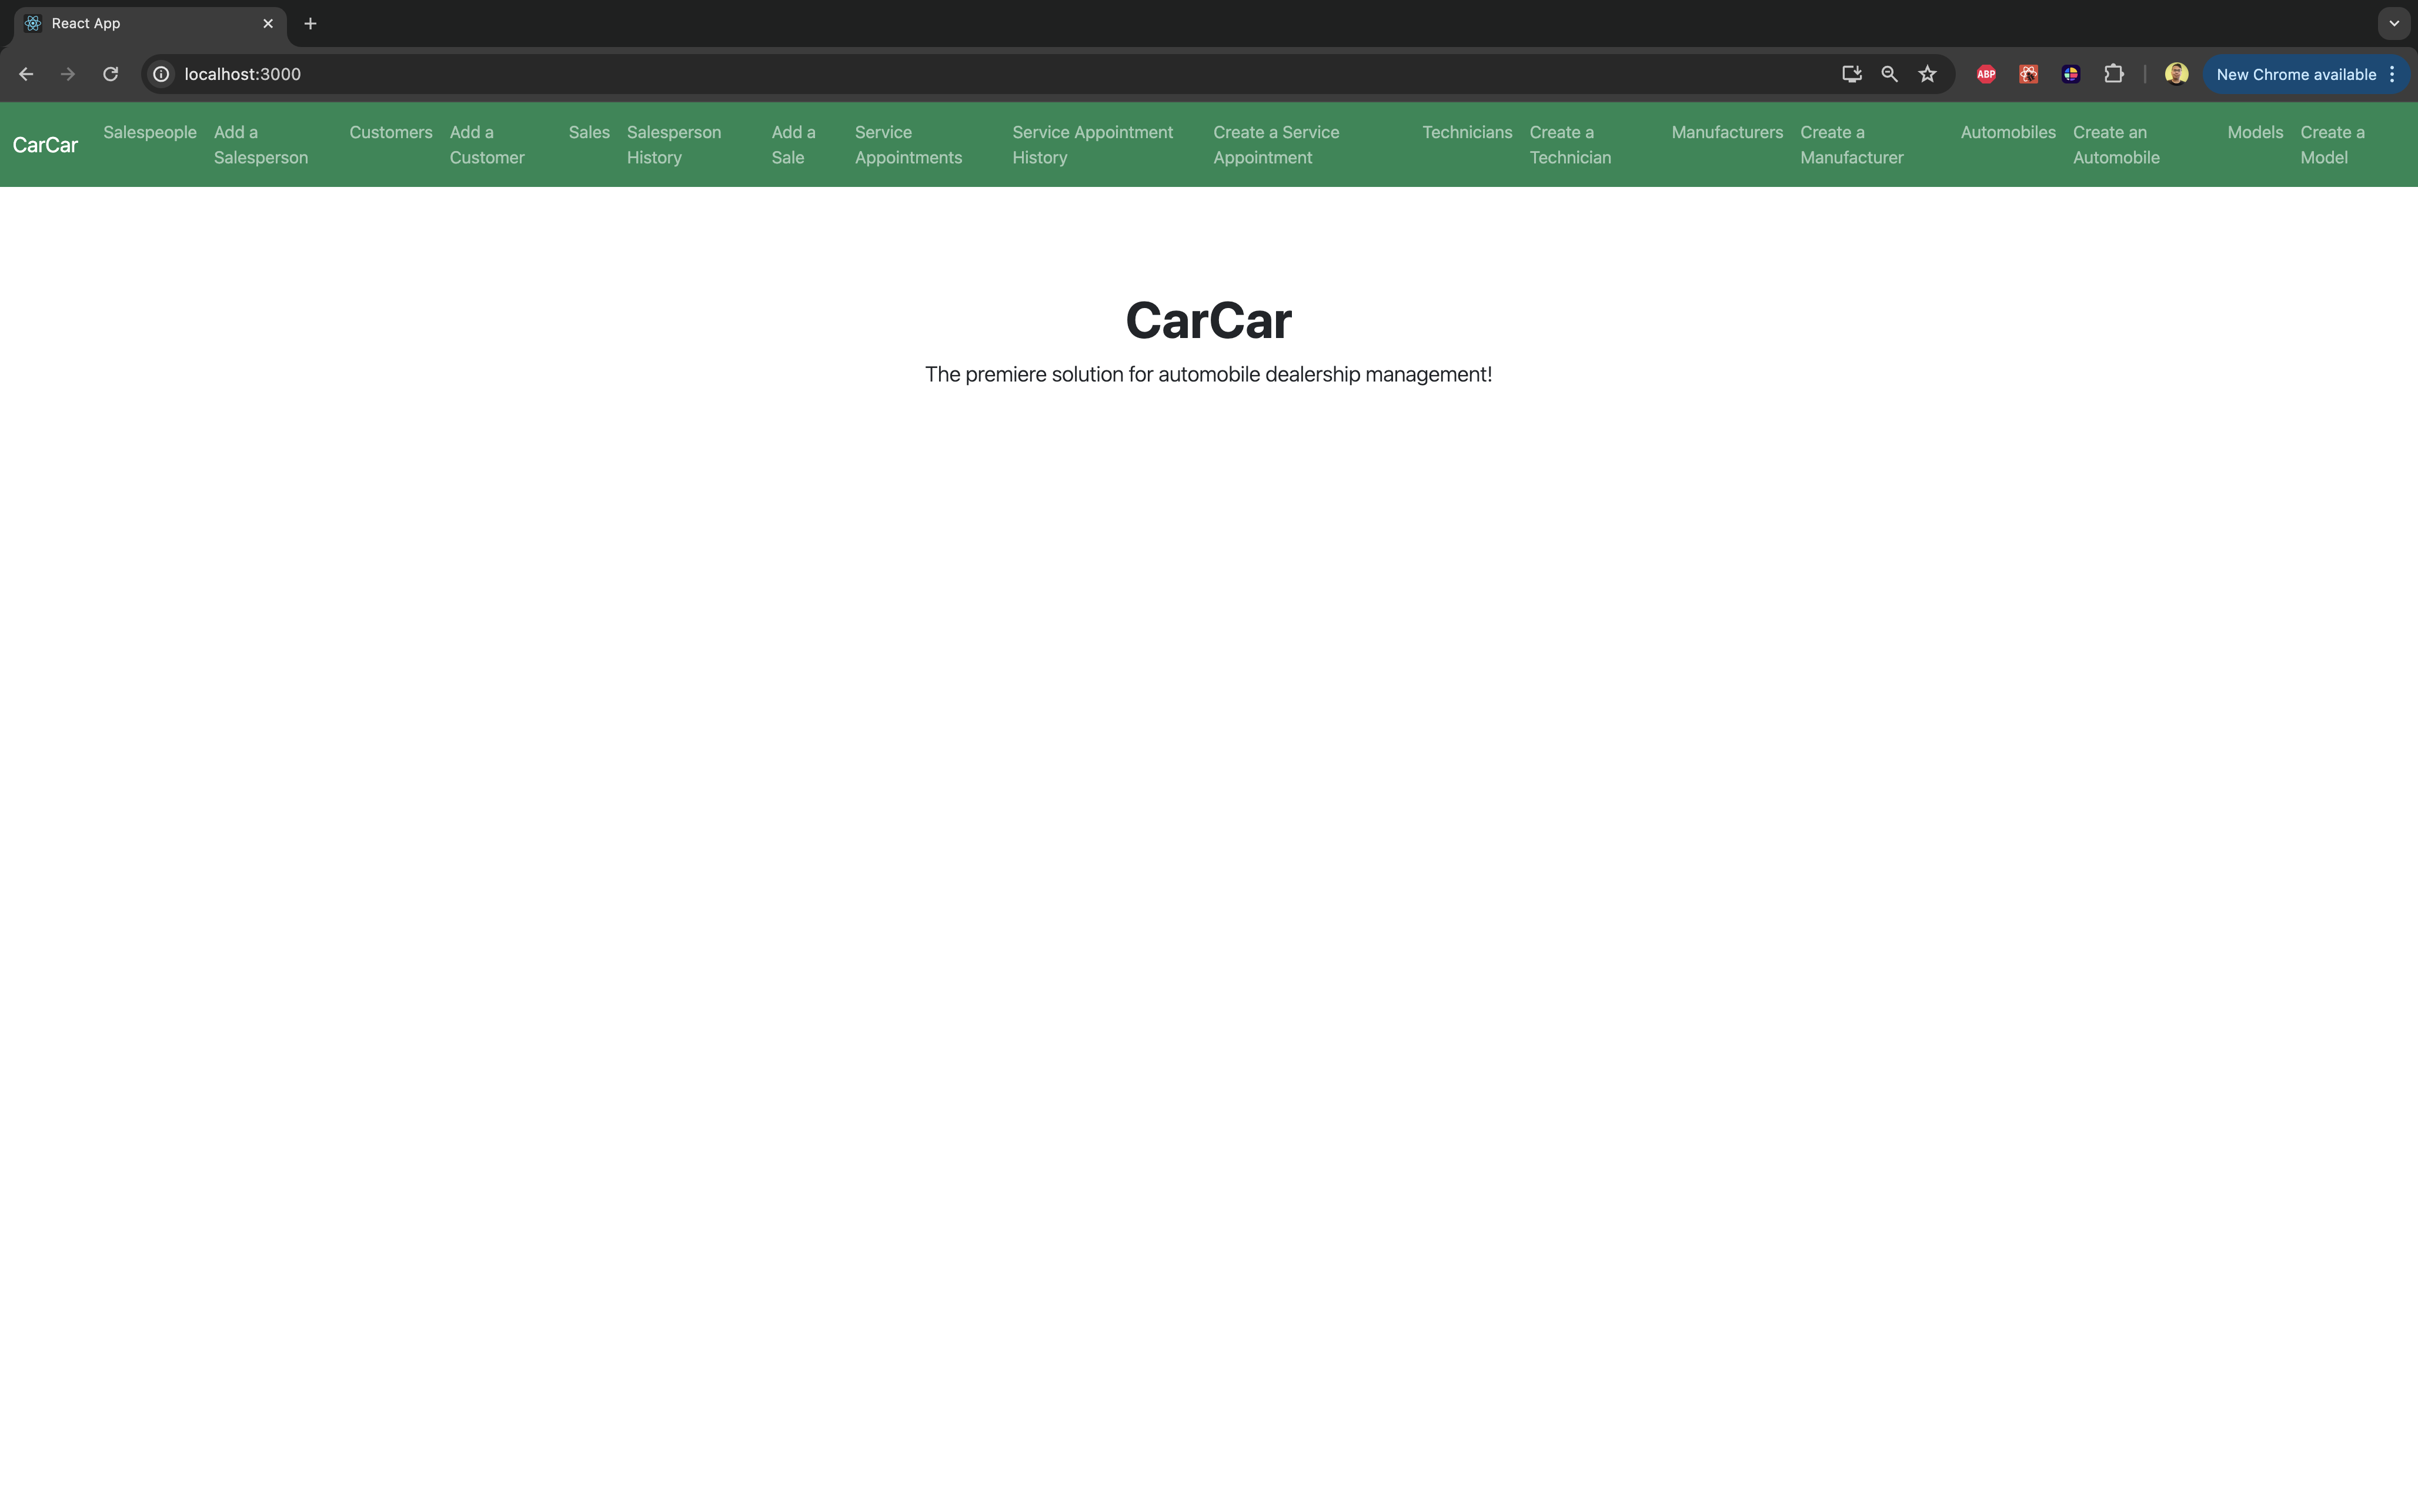 React App
localhost:3000
ABP
New Chrome available
CarCar
Salespeople
Add a
Salesperson
Customers
Add a
Customer
Sales
Salesperson
History
Add a
Sale
Service
Appointments
Service Appointment
History
Create a Service
Appointment
Technicians
Create a
Technician
Manufacturers
Create a
Manufacturer
Automobiles
Create an
Automobile
Models
Create a
Model
CarCar
The premiere solution for automobile dealership management!